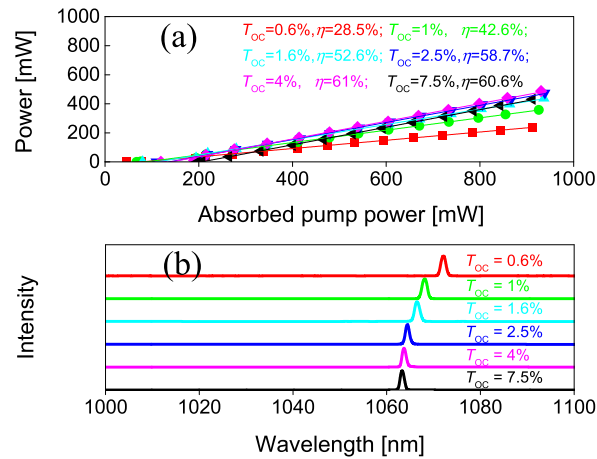 (a)
T_OC=0.6%, η=28.5%; T_OC=1%, η=42.6%;
T_OC=1.6%, η=52.6%; T_OC=2.5%, η=58.7%;
T_OC=4%, η=61%; T_OC=7.5%, η=60.6%
Power [mW]
1000
800
600
400
200
0
0 200 400 600 800 1000
Absorbed pump power [mW]
(b)
Intensity
T_OC = 0.6%
T_OC = 1%
T_OC = 1.6%
T_OC = 2.5%
T_OC = 4%
T_OC = 7.5%
1000 1020 1040 1060 1080 1100
Wavelength [nm]